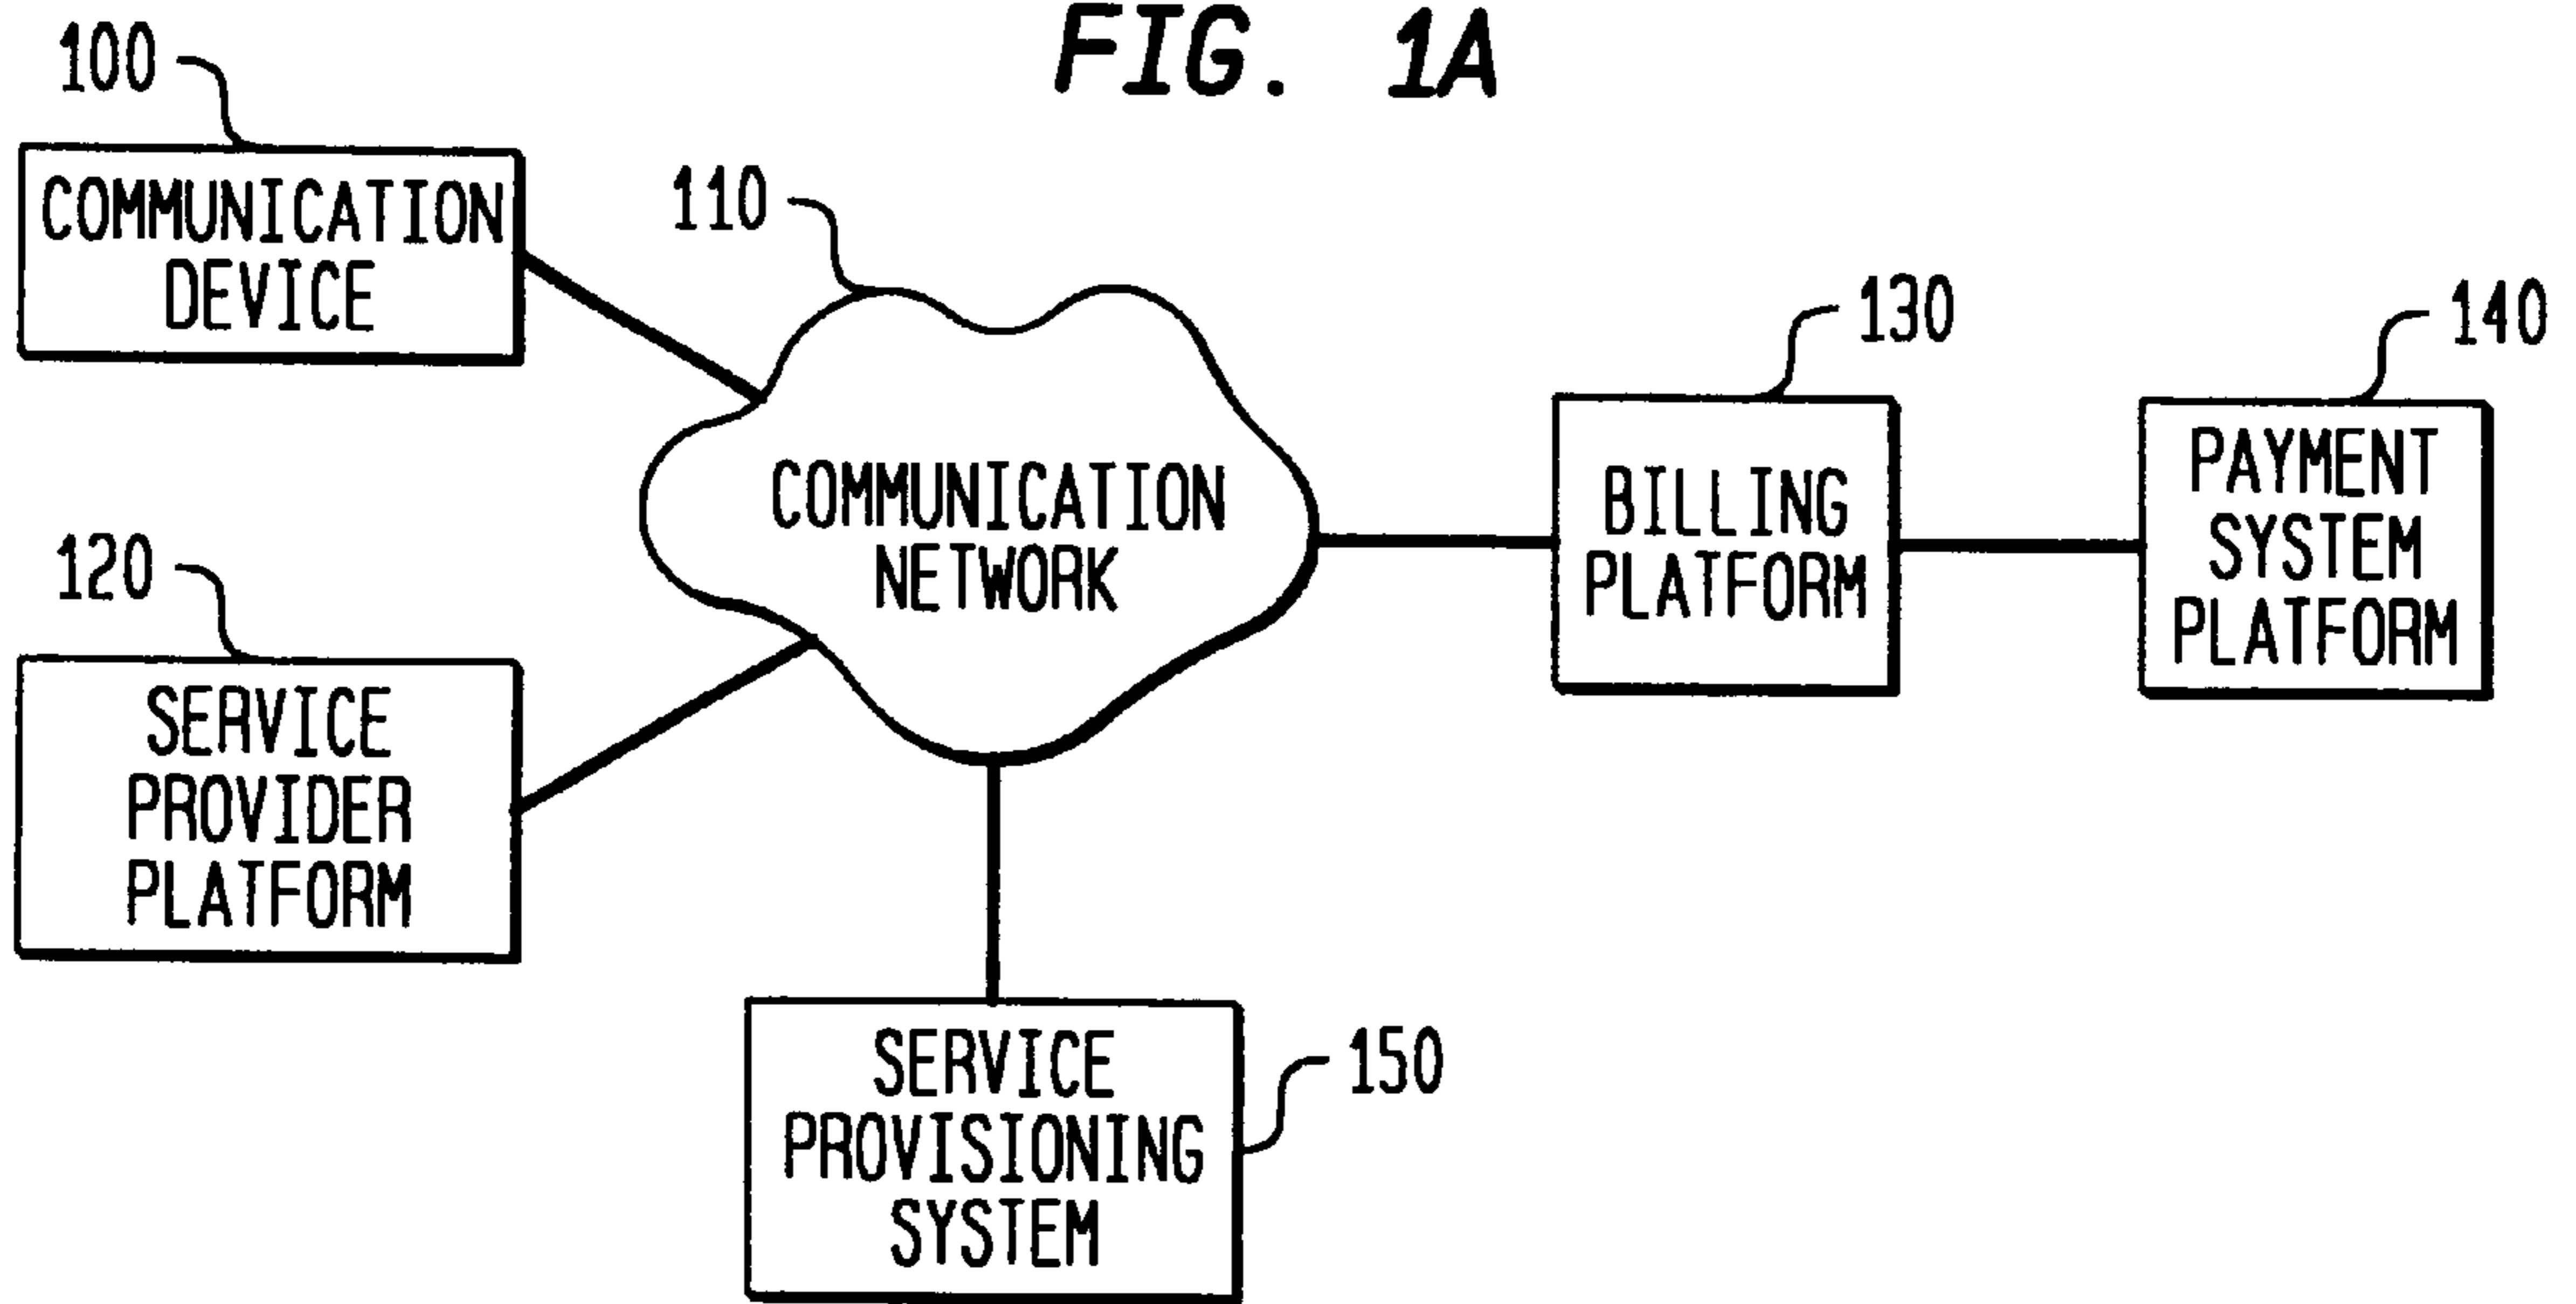 FIG. 1A
100
COMMUNICATION
DEVICE
110
COMMUNICATION
NETWORK
120
SERVICE
PROVIDER
PLATFORM
130
BILLING
PLATFORM
140
PAYMENT
SYSTEM
PLATFORM
150
SERVICE
PROVISIONING
SYSTEM